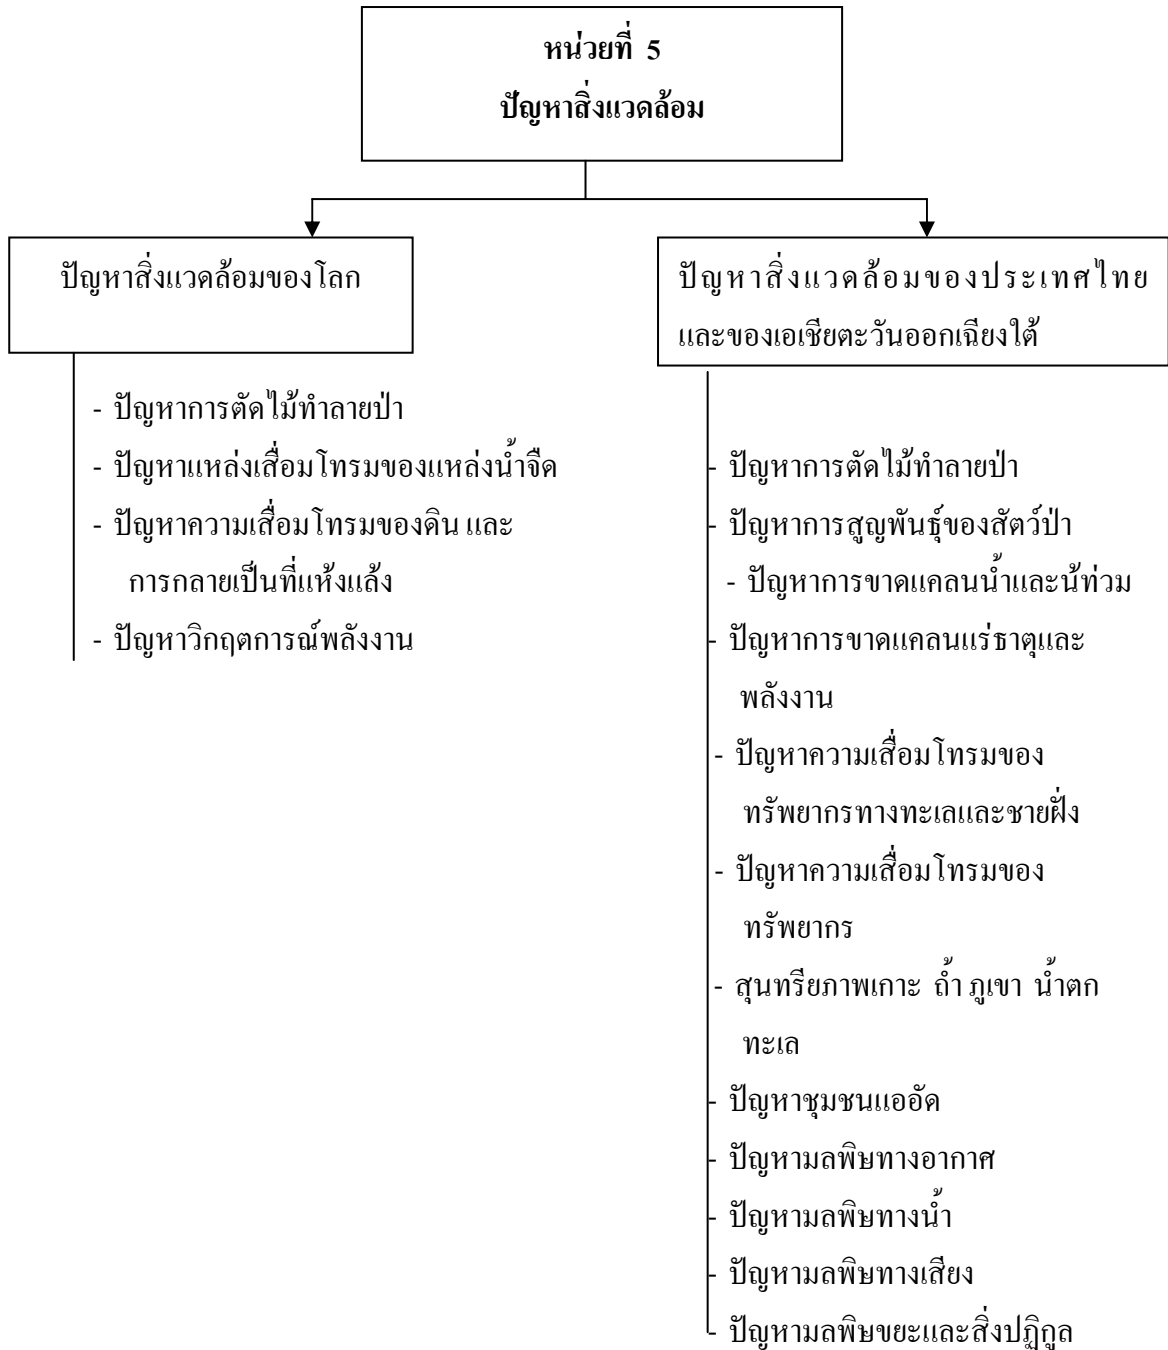 หน่วยที่ 5
ปัญหาสิ่งแวดล้อม
ปัญหาสิ่งแวดล้อมของโลก
- ปัญหาการตัดไม้ทำลายป่า
- ปัญหาแหล่งเสื่อมโทรมของแหล่งน้ำจืด
- ปัญหาความเสื่อมโทรมของดิน และ
การกลายเป็นที่แห้งแล้ง
- ปัญหาวิกฤตการณ์พลังงาน
ปัญหาสิ่งแวดล้อมของประเทศไทย
และของเอเชียตะวันออกเฉียงใต้
- ปัญหาการตัดไม้ทำลายป่า
- ปัญหาการสูญพันธุ์ของสัตว์ป่า
- ปัญหาการขาดแคลนน้ำและน้ท่วม
- ปัญหาการขาดแคลนแร่ธาตุและ
พลังงาน
- ปัญหาความเสื่อมโทรมของ
ทรัพยากรทางทะเลและชายฝั่ง
- ปัญหาความเสื่อมโทรมของ
ทรัพยากร
- สุนทรียภาพเกาะ ถ้ำ ภูเขา น้ำตก
ทะเล
- ปัญหาชุมชนแออัด
- ปัญหามลพิษทางอากาศ
- ปัญหามลพิษทางน้ำ
- ปัญหามลพิษทางเสียง
- ปัญหามลพิษขยะและสิ่งปฏิกูล